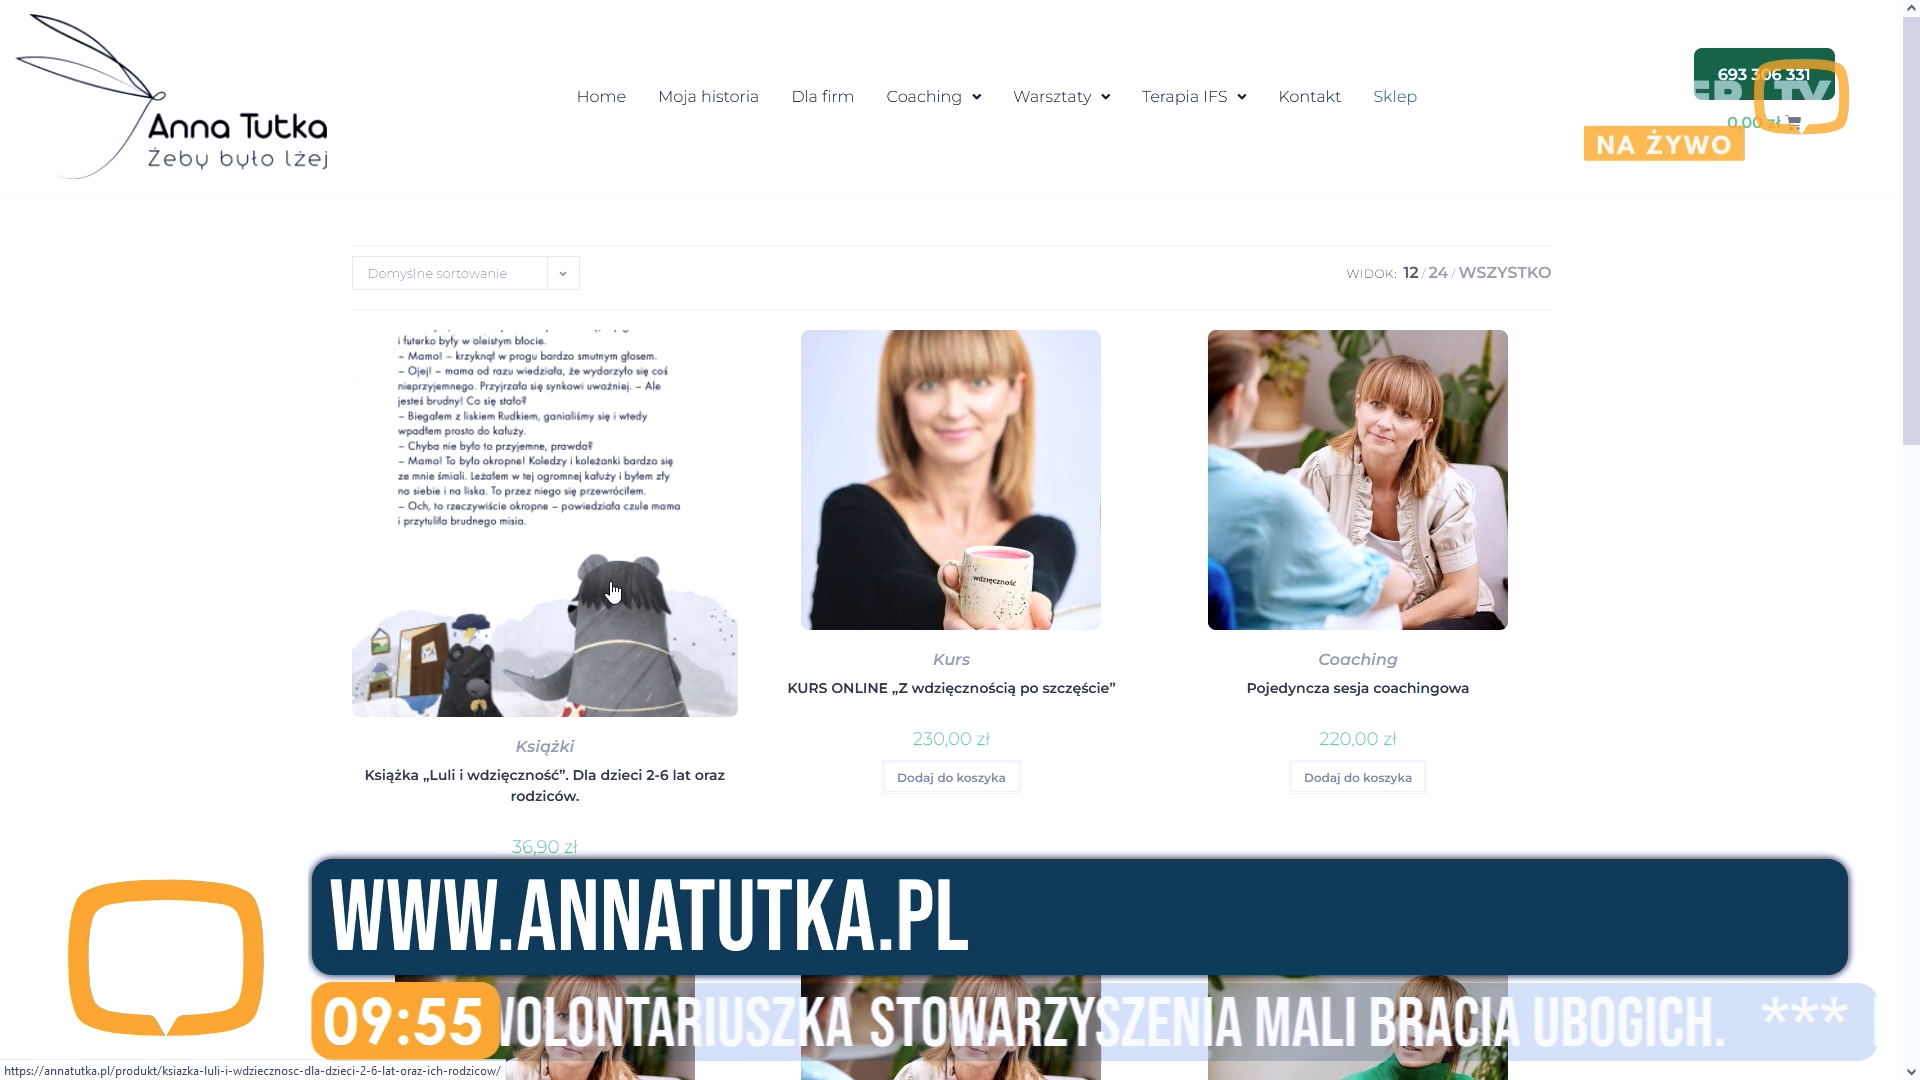 Anna Tutka
Żeby było lżej
Home
Moja historia
Dla firm
Coaching
Warsztaty
Terapia IFS
Kontakt
Sklep
693 306 331
TV
0,00 zł
NA ŻYWO
Domyślne sortowanie
WIDOK: 12 / 24 / WSZYSTKO
i futerko były w oleistym błocie.
– Mamo! – krzyknął w progu bardzo smutnym głosem.
– Ojej! – mama od razu wiedziała, że wydarzyło się coś
nieprzyjemnego. Przyjrzała się synkowi uważniej. – Ale
jesteś brudny! Co się stało?
– Biegałem z liskiem Rudkiem, ganialiśmy się i wtedy
wpadłem prosto do kałuży.
– Chyba nie było to przyjemne, prawda?
– Mamo! To było okropne! Koledzy i koleżanki bardzo się
ze mnie śmiali. Leżałem w tej ogromnej kałuży i byłem zły
na siebie i na liska. To przez niego się przewróciłem.
– Och, to rzeczywiście okropne – powiedziała czule mama
i przytuliła brudnego misia.
wdzięczność
Książki
Książka „Luli i wdzięczność”. Dla dzieci 2-6 lat oraz
rodziców.
36,90 zł
Kurs
KURS ONLINE „Z wdzięcznością po szczęście”
230,00 zł
Dodaj do koszyka
Coaching
Pojedyncza sesja coachingowa
220,00 zł
Dodaj do koszyka
WWW.ANNATUTKA.PL
09:55
WOLONTARIUSZKA STOWARZYSZENIA MALI BRACIA UBOGICH. ***
https://annatutka.pl/produkt/ksiazka-luli-i-wdziecznosc-dla-dzieci-2-6-lat-oraz-ich-rodzicow/